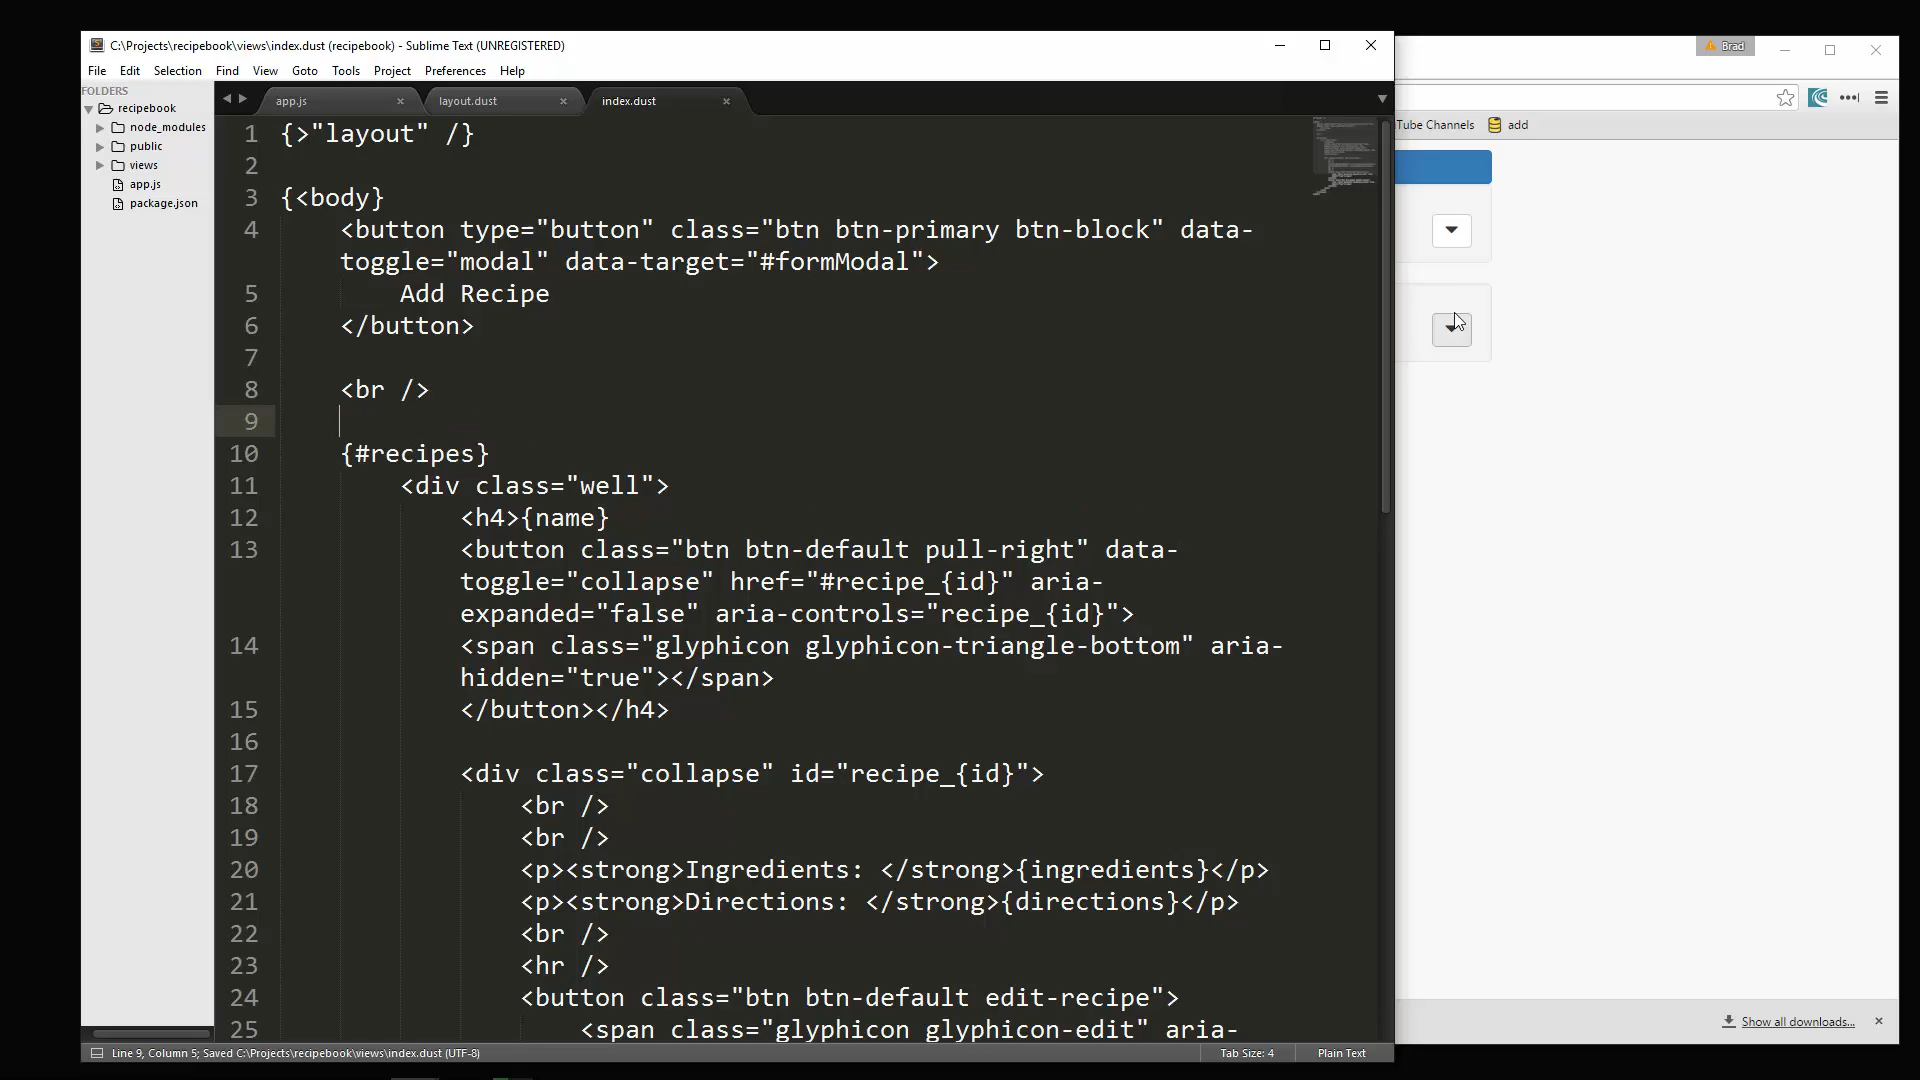 C:\Projects\recipebook\views\index.dust (recipebook) - Sublime Text (UNREGISTERED)
Brad
File Edit Selection Find View Goto Tools Project Preferences Help
FOLDERS
recipebook
node_modules
public
views
app.js
package.json
app.js
layout.dust
index.dust
Tube Channels
add
1 {>"layout" /}
2
3 {<body}
4 <button type="button" class="btn btn-primary btn-block" data-
toggle="modal" data-target="#formModal">
5 Add Recipe
6 </button>
7
8 <br />
9
10 {#recipes}
11 <div class="well">
12 <h4>{name}
13 <button class="btn btn-default pull-right" data-
toggle="collapse" href="#recipe_{id}" aria-
expanded="false" aria-controls="recipe_{id}">
14 <span class="glyphicon glyphicon-triangle-bottom" aria-
hidden="true"></span>
15 </button></h4>
16
17 <div class="collapse" id="recipe_{id}">
18 <br />
19 <br />
20 <p><strong>Ingredients: </strong>{ingredients}</p>
21 <p><strong>Directions: </strong>{directions}</p>
22 <br />
23 <hr />
24 <button class="btn btn-default edit-recipe">
25 <span class="glyphicon glyphicon-edit" aria-
Show all downloads...
Line 9, Column 5; Saved C:\Projects\recipebook\views\index.dust (UTF-8)
Tab Size: 4
Plain Text